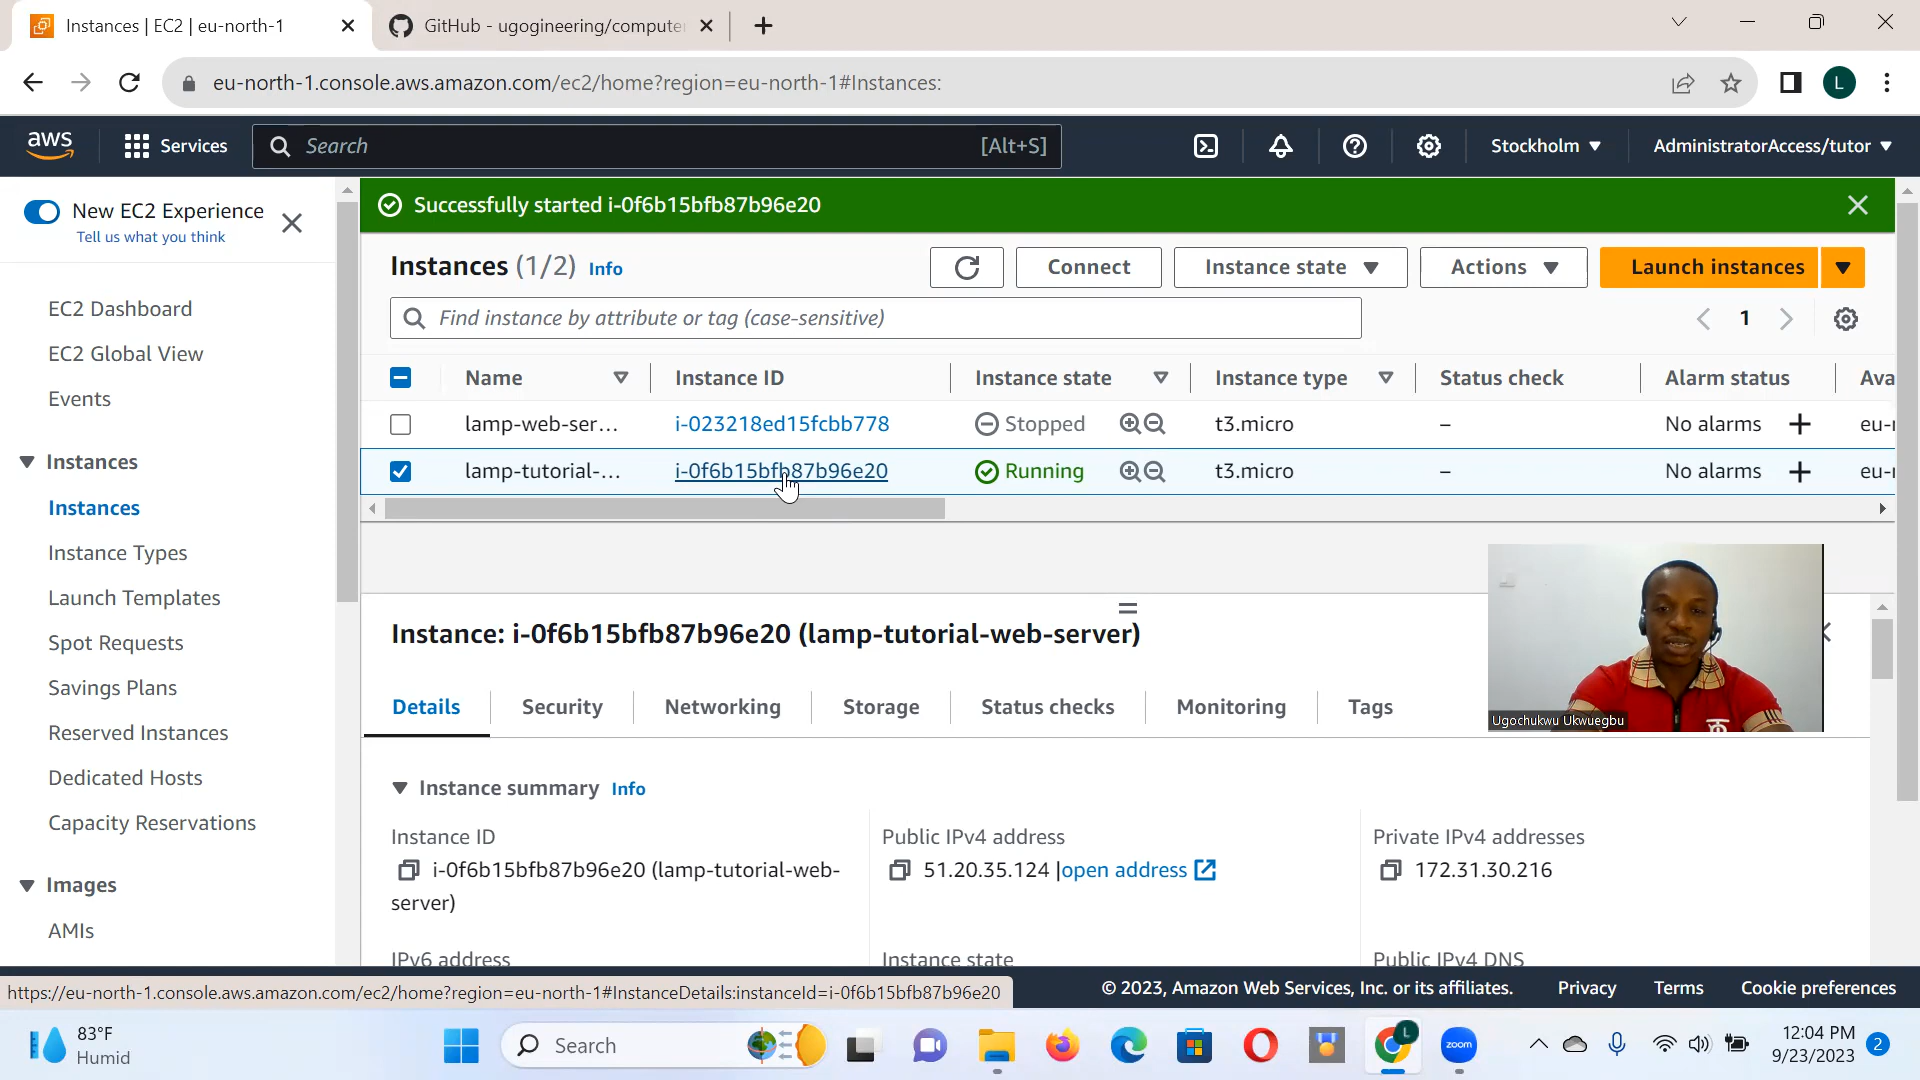 Instances | EC2 | eu-north-1
GitHub - ugogineering/compute
eu-north-1.console.aws.amazon.com/ec2/home?region=eu-north-1#Instances:
L
aws
Services
Search
[Alt+S]
Stockholm
AdministratorAccess/tutor
New EC2 Experience
Tell us what you think
Successfully started i-0f6b15bfb87b96e20
EC2 Dashboard
EC2 Global View
Events
Instances
Instances
Instance Types
Launch Templates
Spot Requests
Savings Plans
Reserved Instances
Dedicated Hosts
Capacity Reservations
Images
AMIs
Instances (1/2) Info
Connect
Instance state
Actions
Launch instances
Find instance by attribute or tag (case-sensitive)
1
Name Instance ID Instance state Instance type Status check Alarm status Ava
lamp-web-ser... i-023218ed15fcbb778 Stopped t3.micro – No alarms + eu-
lamp-tutorial-... i-0f6b15bfb87b96e20 Running t3.micro – No alarms + eu-
Instance: i-0f6b15bfb87b96e20 (lamp-tutorial-web-server)
Details Security Networking Storage Status checks Monitoring Tags
Ugochukwu Ukwuegbu
Instance summary Info
Instance ID
i-0f6b15bfb87b96e20 (lamp-tutorial-web-
server)
Public IPv4 address
51.20.35.124 |open address
Private IPv4 addresses
172.31.30.216
IPv6 address
Instance state
Public IPv4 DNS
https://eu-north-1.console.aws.amazon.com/ec2/home?region=eu-north-1#InstanceDetails:instanceId=i-0f6b15bfb87b96e20
© 2023, Amazon Web Services, Inc. or its affiliates.
Privacy
Terms
Cookie preferences
83°F
Humid
Search
L
zoom
12:04 PM
9/23/2023
2